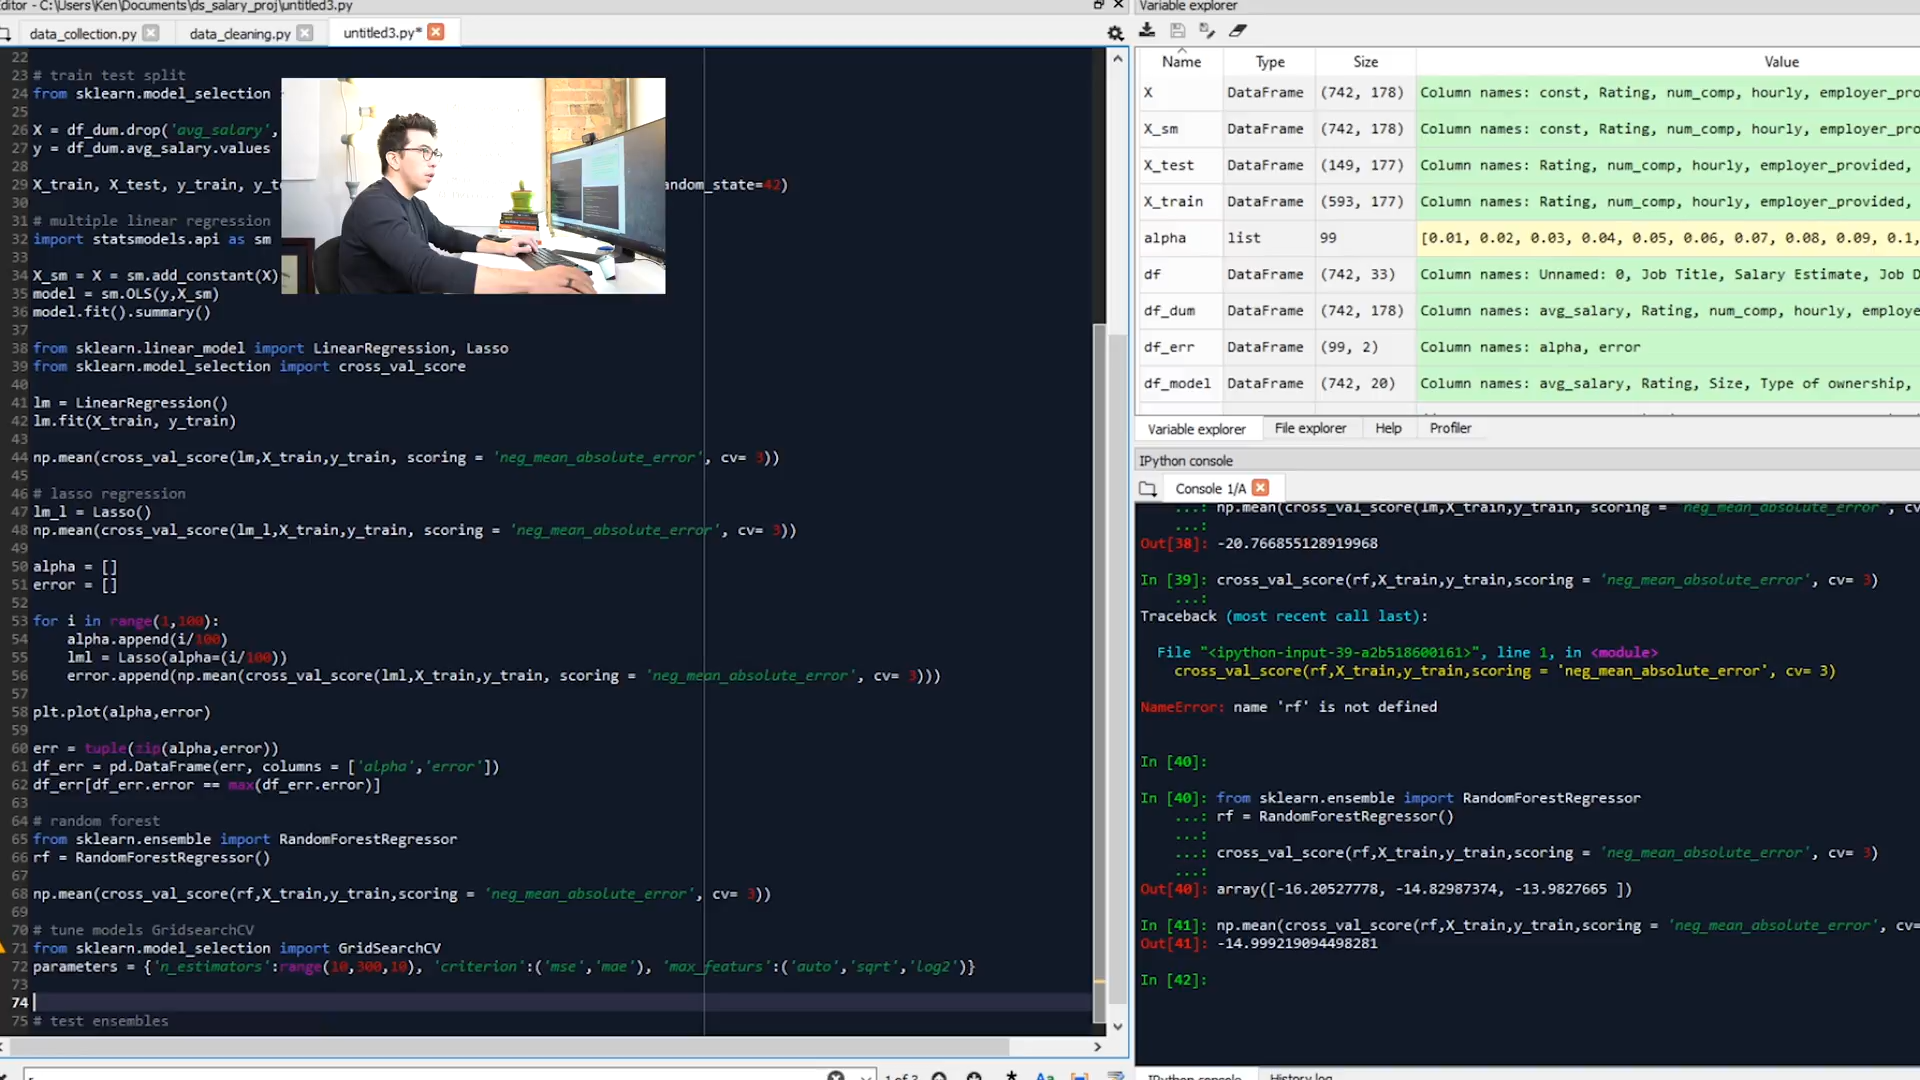 ditor - C:\Users\Ken\Documents\ds_salary_proj\untitled3.py
data_collection.py
data_cleaning.py
untitled3.py*
22
23 # train test split
24 from sklearn.model_selection
25
26 X = df_dum.drop('avg_salary',
27 y = df_dum.avg_salary.values
28
29 X_train, X_test, y_train, y_t andom_state=42)
30
31 # multiple linear regression
32 import statsmodels.api as sm
33
34 X_sm = X = sm.add_constant(X)
35 model = sm.OLS(y,X_sm)
36 model.fit().summary()
37
38 from sklearn.linear_model import LinearRegression, Lasso
39 from sklearn.model_selection import cross_val_score
40
41 lm = LinearRegression()
42 lm.fit(X_train, y_train)
43
44 np.mean(cross_val_score(lm,X_train,y_train, scoring = 'neg_mean_absolute_error', cv= 3))
45
46 # lasso regression
47 lm_l = Lasso()
48 np.mean(cross_val_score(lm_l,X_train,y_train, scoring = 'neg_mean_absolute_error', cv= 3))
49
50 alpha = []
51 error = []
52
53 for i in range(1,100):
54 alpha.append(i/100)
55 lml = Lasso(alpha=(i/100))
56 error.append(np.mean(cross_val_score(lml,X_train,y_train, scoring = 'neg_mean_absolute_error', cv= 3)))
57
58 plt.plot(alpha,error)
59
60 err = tuple(zip(alpha,error))
61 df_err = pd.DataFrame(err, columns = ['alpha','error'])
62 df_err[df_err.error == max(df_err.error)]
63
64 # random forest
65 from sklearn.ensemble import RandomForestRegressor
66 rf = RandomForestRegressor()
67
68 np.mean(cross_val_score(rf,X_train,y_train,scoring = 'neg_mean_absolute_error', cv= 3))
69
70 # tune models GridsearchCV
71 from sklearn.model_selection import GridSearchCV
72 parameters = {'n_estimators':range(10,300,10), 'criterion':('mse','mae'), 'max_featurs':('auto','sqrt','log2')}
73
74
75 # test ensembles
1 of 3
Aa
Variable explorer
Name Type Size Value
X DataFrame (742, 178) Column names: const, Rating, num_comp, hourly, employer_pro
X_sm DataFrame (742, 178) Column names: const, Rating, num_comp, hourly, employer_pro
X_test DataFrame (149, 177) Column names: Rating, num_comp, hourly, employer_provided,
X_train DataFrame (593, 177) Column names: Rating, num_comp, hourly, employer_provided,
alpha list 99 [0.01, 0.02, 0.03, 0.04, 0.05, 0.06, 0.07, 0.08, 0.09, 0.1,
df DataFrame (742, 33) Column names: Unnamed: 0, Job Title, Salary Estimate, Job D
df_dum DataFrame (742, 178) Column names: avg_salary, Rating, num_comp, hourly, employe
df_err DataFrame (99, 2) Column names: alpha, error
df_model DataFrame (742, 20) Column names: avg_salary, Rating, Size, Type of ownership,
Variable explorer File explorer Help Profiler
IPython console
Console 1/A
...: np.mean(cross_val_score(lm,X_train,y_train, scoring = 'neg_mean_absolute_error', cv
...:
Out[38]: -20.766855128919968
In [39]: cross_val_score(rf,X_train,y_train,scoring = 'neg_mean_absolute_error', cv= 3)
...:
Traceback (most recent call last):
File "<ipython-input-39-a2b518600161>", line 1, in <module>
cross_val_score(rf,X_train,y_train,scoring = 'neg_mean_absolute_error', cv= 3)
NameError: name 'rf' is not defined
In [40]:
In [40]: from sklearn.ensemble import RandomForestRegressor
...: rf = RandomForestRegressor()
...:
...: cross_val_score(rf,X_train,y_train,scoring = 'neg_mean_absolute_error', cv= 3)
...:
Out[40]: array([-16.20527778, -14.82987374, -13.9827665 ])
In [41]: np.mean(cross_val_score(rf,X_train,y_train,scoring = 'neg_mean_absolute_error', cv=
Out[41]: -14.999219094498281
In [42]:
IPython console History log